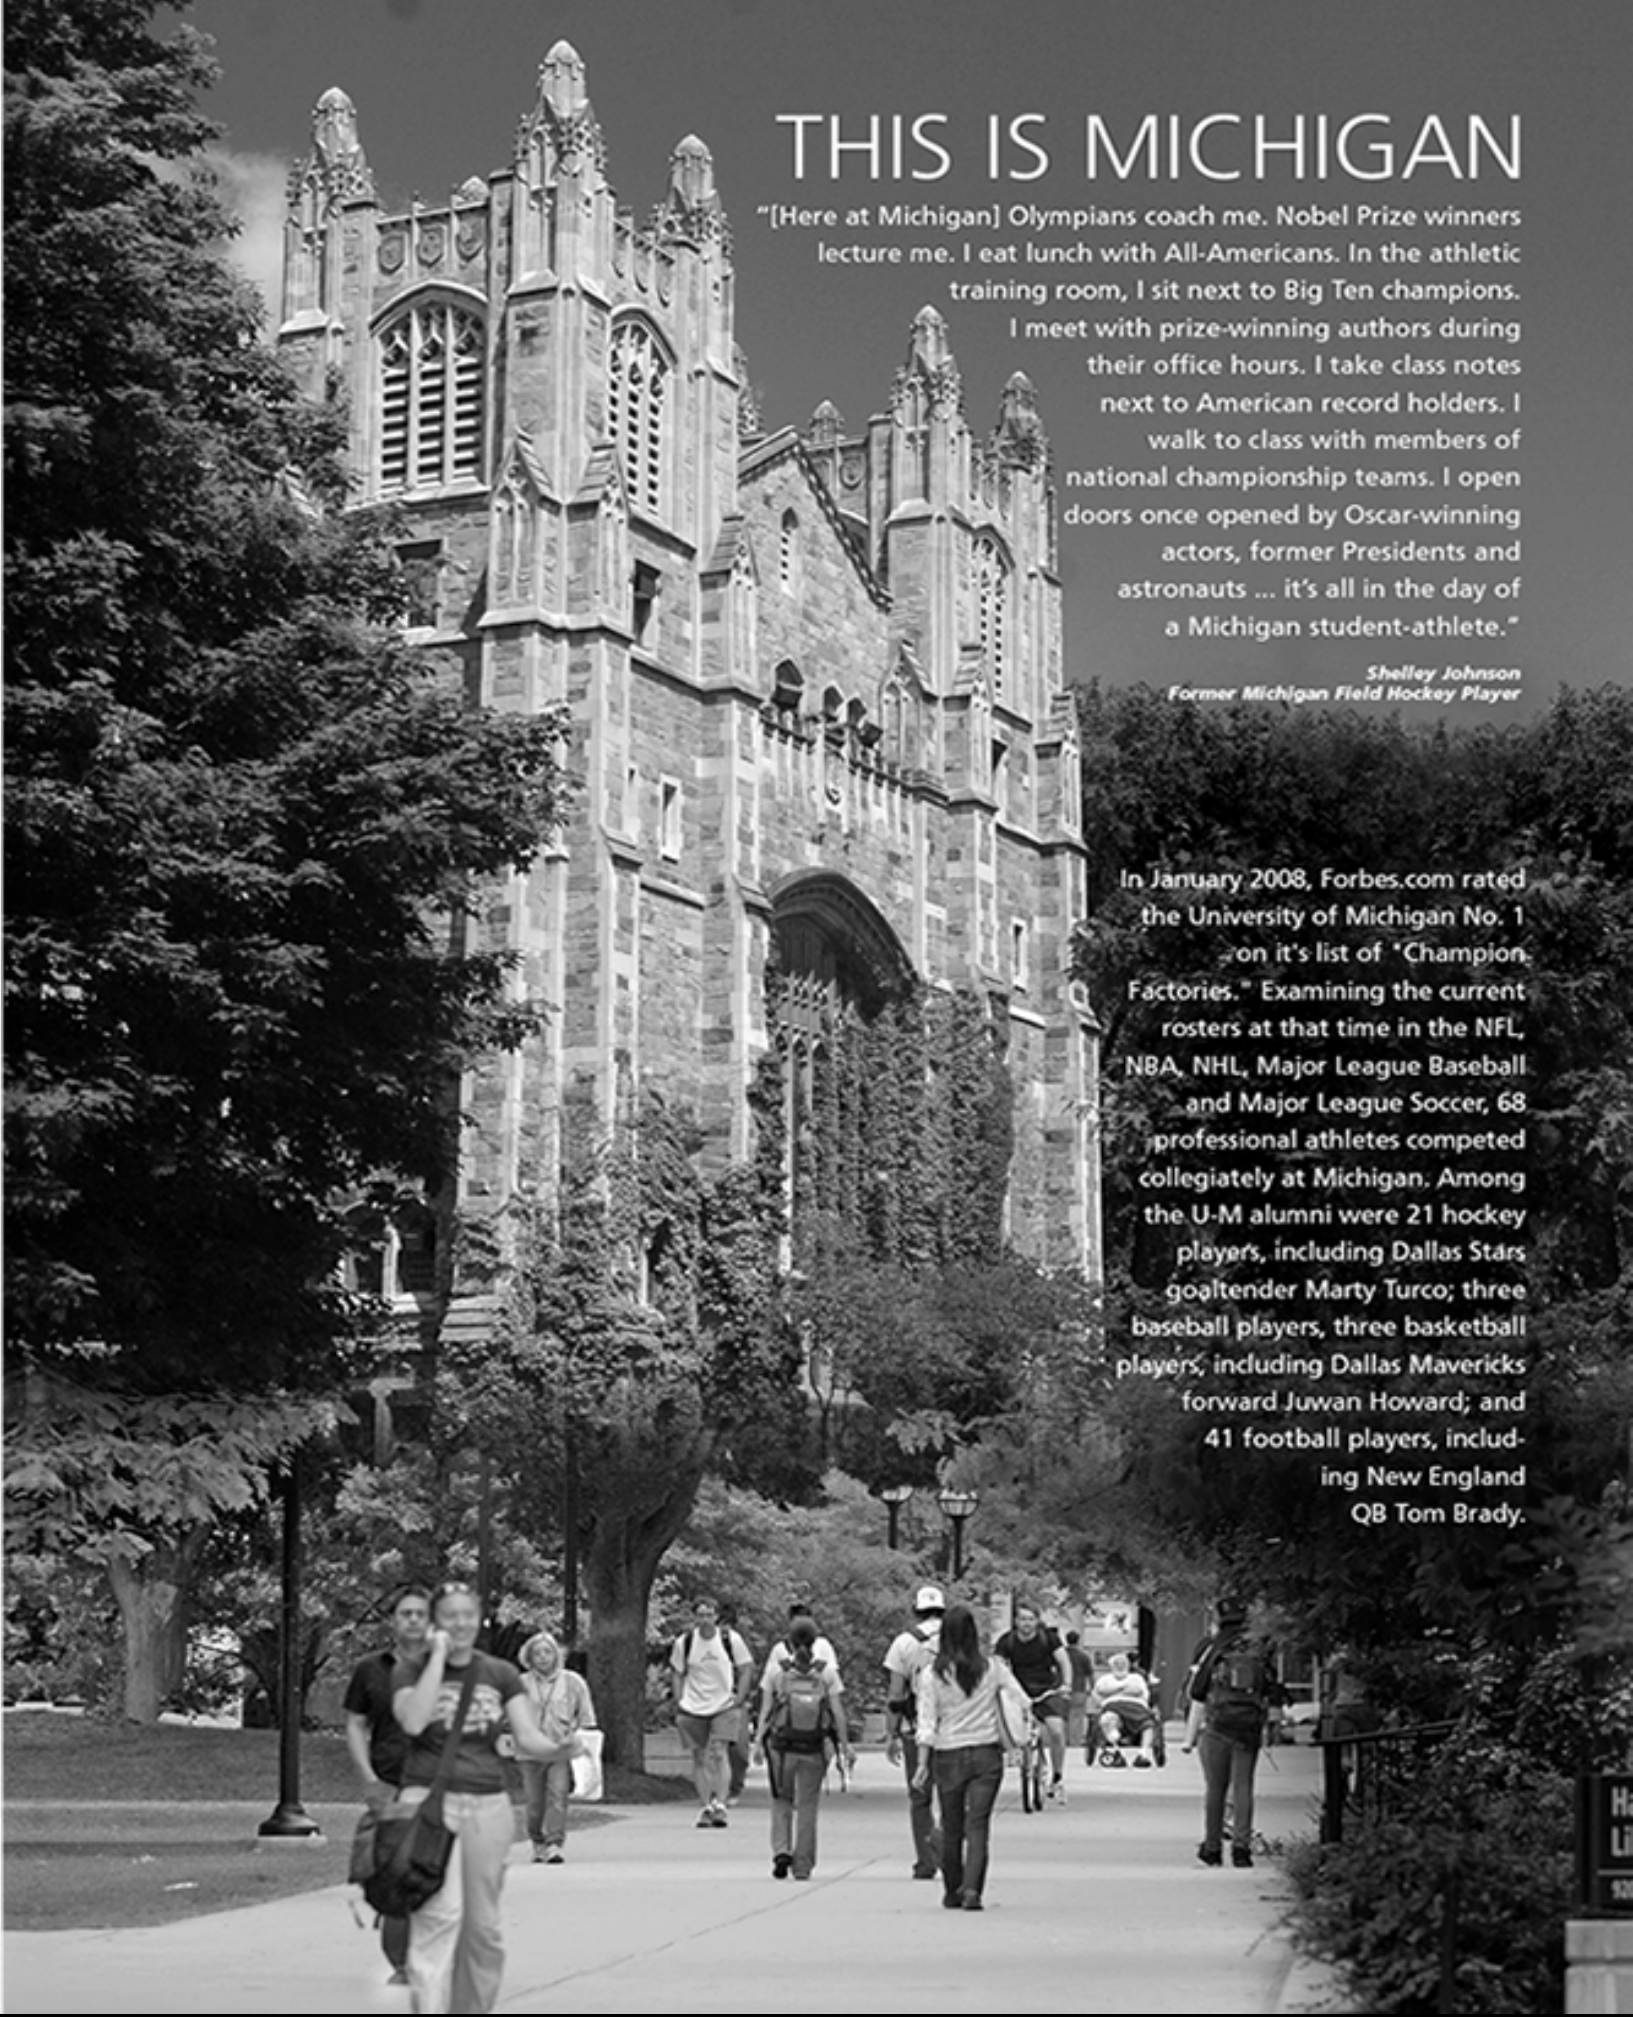 THIS IS MICHIGAN
"[Here at Michigan] Olympians coach me. Nobel Prize winners
lecture me. I eat lunch with All-Americans. In the athletic
training room, I sit next to Big Ten champions.
I meet with prize-winning authors during
their office hours. I take class notes
next to American record holders. I
walk to class with members of
national championship teams. I open
doors once opened by Oscar-winning
actors, former Presidents and
astronauts ... it's all in the day of
a Michigan student-athlete."
Shelley Johnson
Former Michigan Field Hockey Player
In January 2008, Forbes.com rated
the University of Michigan No. 1
on it's list of "Champion
Factories." Examining the current
rosters at that time in the NFL,
NBA, NHL, Major League Baseball
and Major League Soccer, 68
professional athletes competed
collegiately at Michigan. Among
the U-M alumni were 21 hockey
players, including Dallas Stars
goaltender Marty Turco; three
baseball players, three basketball
players, including Dallas Mavericks
forward Juwan Howard; and
41 football players, includ-
ing New England
QB Tom Brady.